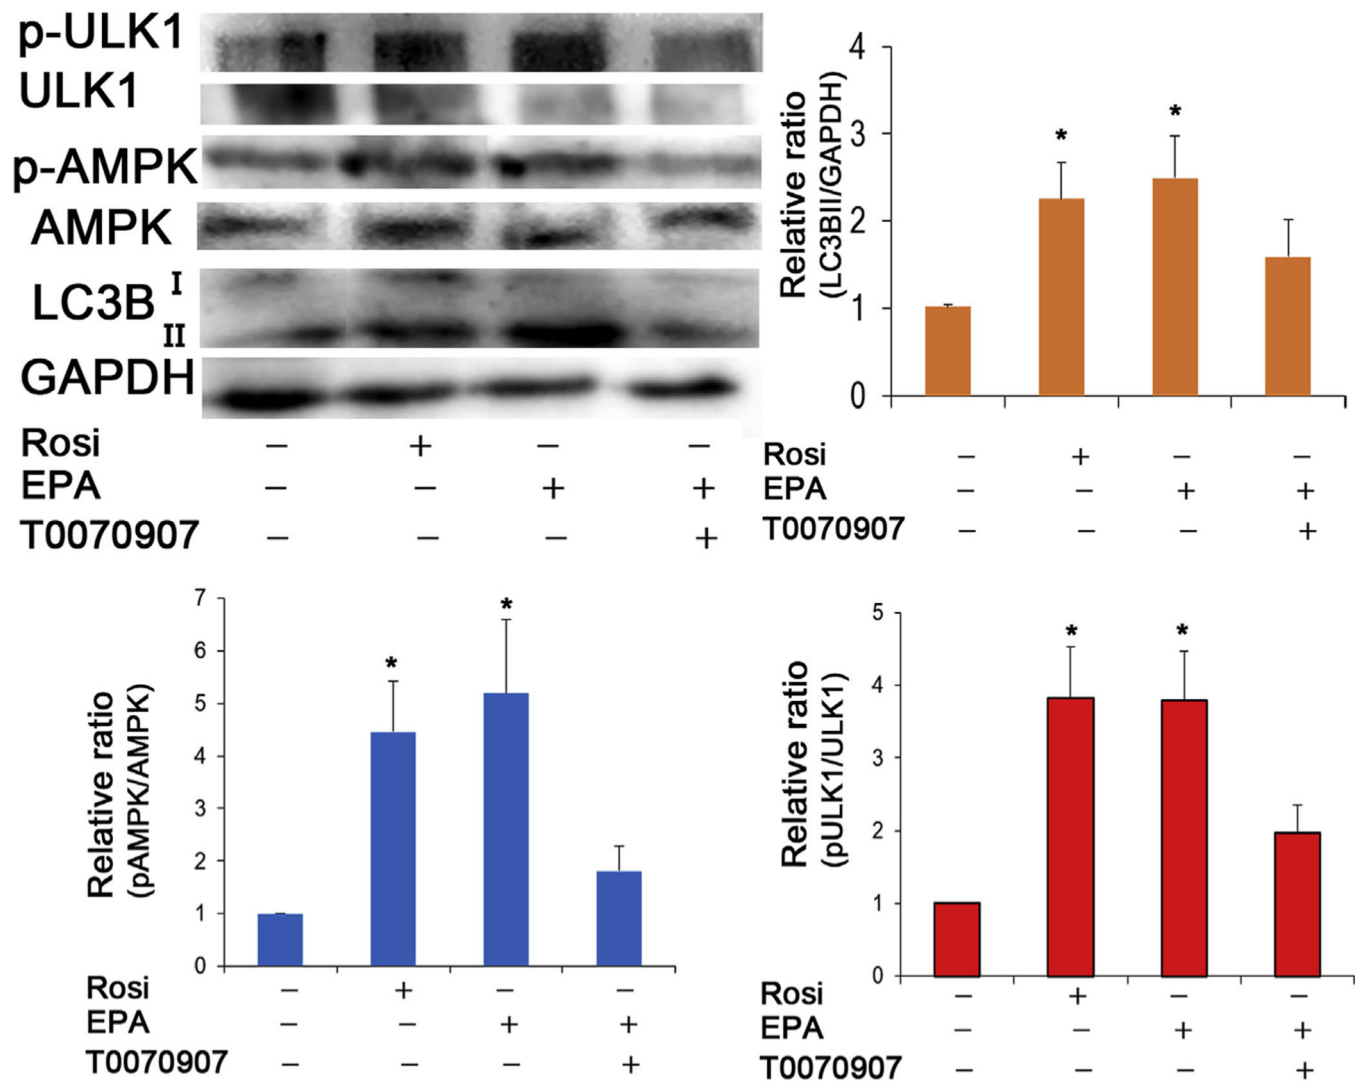 p-ULK1
ULK1
p-AMPK
AMPK
LC3B I
II
GAPDH
Rosi − + − −
EPA − − + +
T0070907 − − − +
Relative ratio
(LC3BII/GAPDH)
4
3
2
1
0
* *
Rosi − + − −
EPA − − + +
T0070907 − − − +
Relative ratio
(pAMPK/AMPK)
7
6
5
4
3
2
1
0
* *
Rosi − + − −
EPA − − + +
T0070907 − − − +
Relative ratio
(pULK1/ULK1)
5
4
3
2
1
0
* *
Rosi − + − −
EPA − − + +
T0070907 − − − +